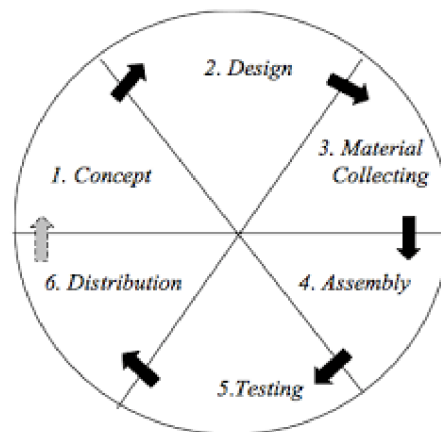 1. Concept
2. Design
3. Material
Collecting
4. Assembly
5.Testing
6. Distribution